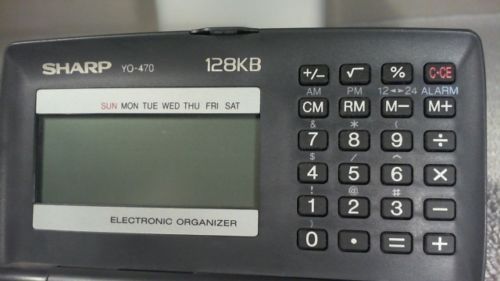 SHARP YO-470 128KB
SUN MON TUE WED THU FRI SAT
ELECTRONIC ORGANIZER
+/− √ % C·CE
AM PM 12◄►24 ALARM
CM RM M− M+
& * (
7 8 9 ÷
$ / ^
4 5 6 ×
! @ #
1 2 3 −
)
0 • = +